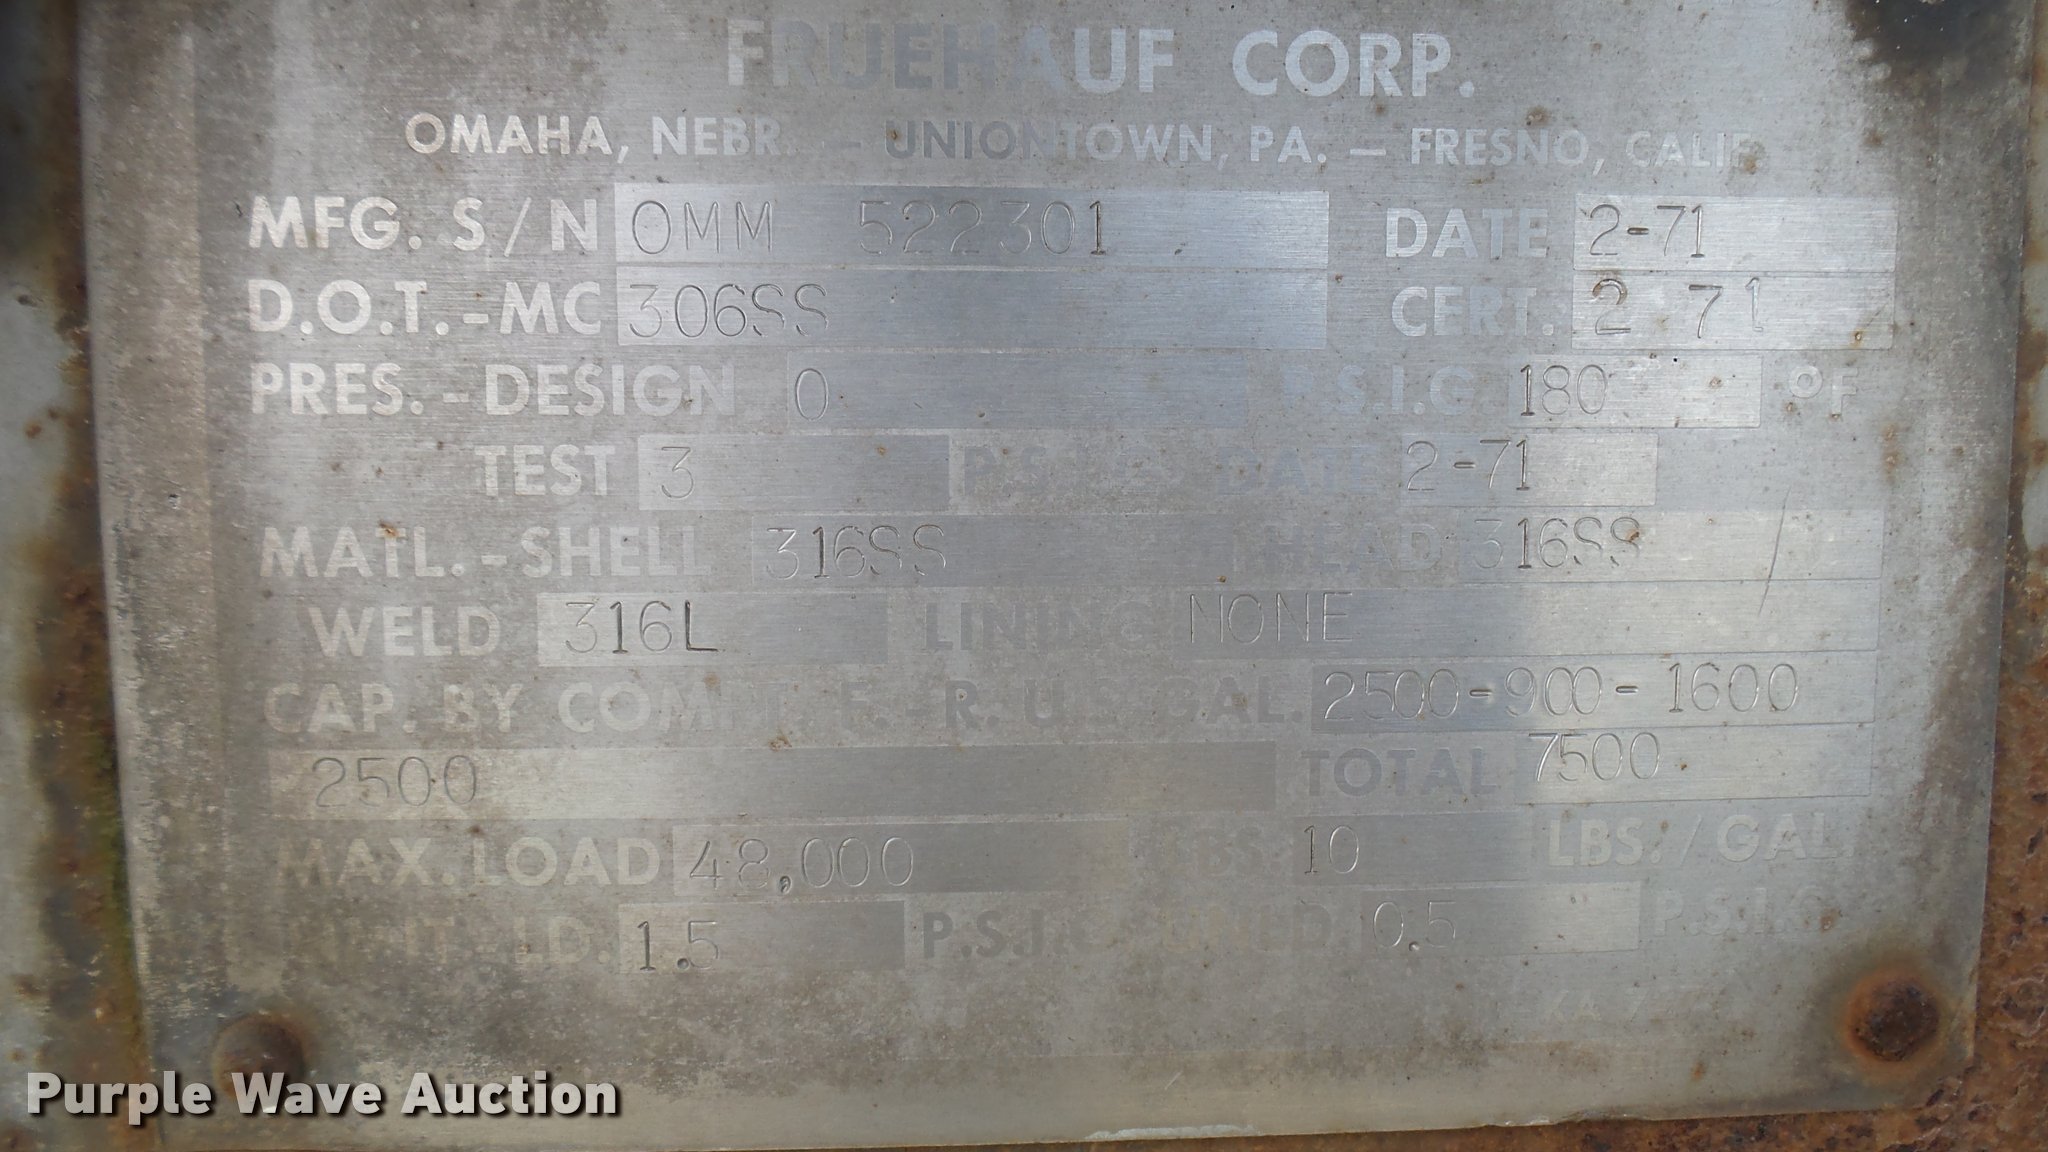 FRUEHAUF CORP.
OMAHA, NEBR. — UNIONTOWN, PA. — FRESNO, CALIF.
MFG. S/N OMM 522301 DATE 2-71
D.O.T.-MC 306SS CERT. 2 71
PRES.-DESIGN 0 P.S.I.G. 180 °F
TEST 3 P.S.I.G. DATE 2-71
MATL.-SHELL 316SS HEAD 316SS
WELD 316L LINING NONE
CAP. BY COMPT. F.-R. U.S. GAL. 2500-900-1600
2500 TOTAL 7500
MAX. LOAD 48,000 LBS. 10 LBS./GAL.
LD. 1.5 P.S.I.G. UNLD. 0.5 P.S.I.G.
Purple Wave Auction